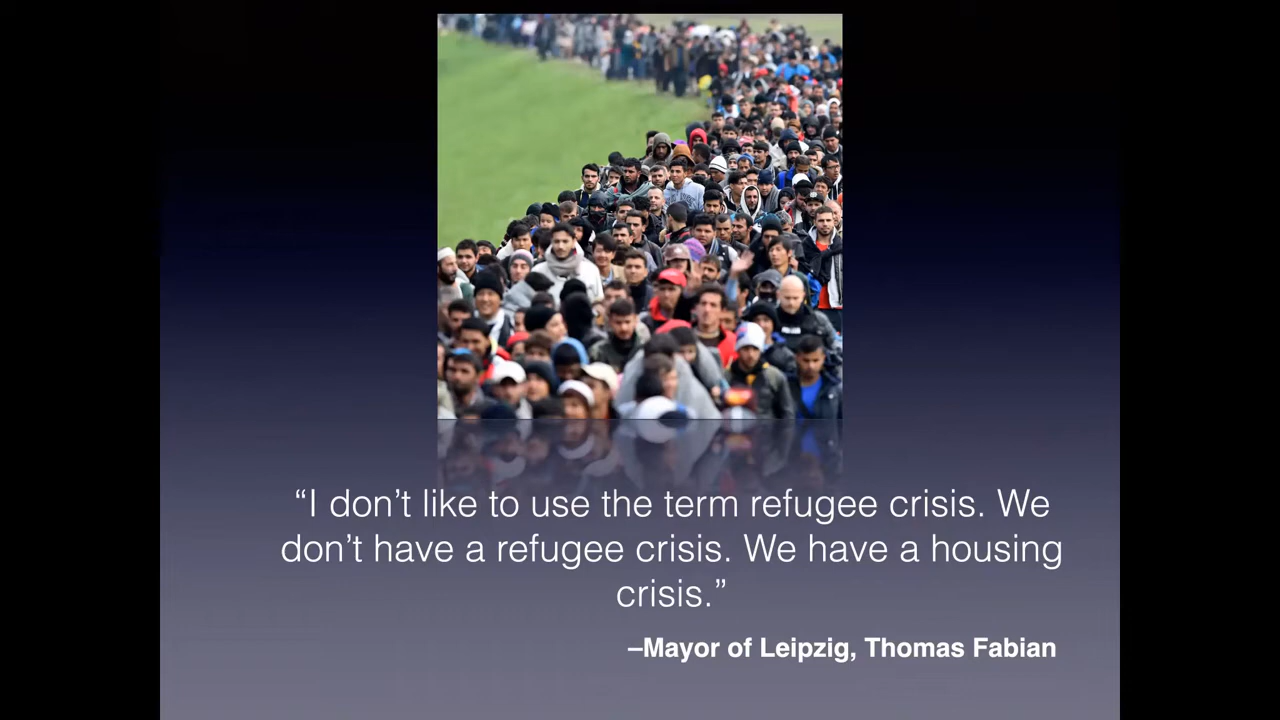 “I don’t like to use the term refugee crisis. We
don’t have a refugee crisis. We have a housing
crisis.”
–Mayor of Leipzig, Thomas Fabian